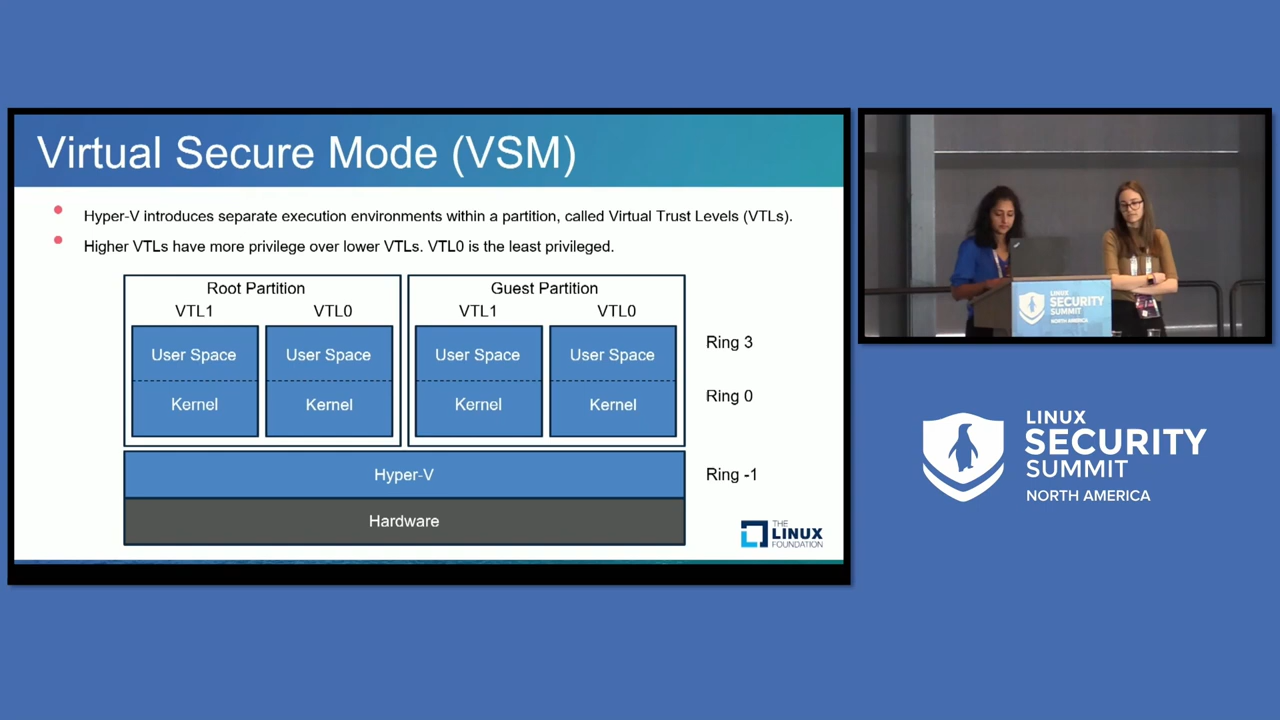 Virtual Secure Mode (VSM)
Hyper-V introduces separate execution environments within a partition, called Virtual Trust Levels (VTLs).
Higher VTLs have more privilege over lower VTLs. VTL0 is the least privileged.
Root Partition
VTL1 VTL0
User Space User Space
Kernel Kernel
Guest Partition
VTL1 VTL0
User Space User Space
Kernel Kernel
Ring 3
Ring 0
Hyper-V
Ring -1
Hardware
THE
LINUX
FOUNDATION
LINUX
SECURITY
SUMMIT
NORTH AMERICA
LINUX
SECURITY
SUMMIT
NORTH AMERICA